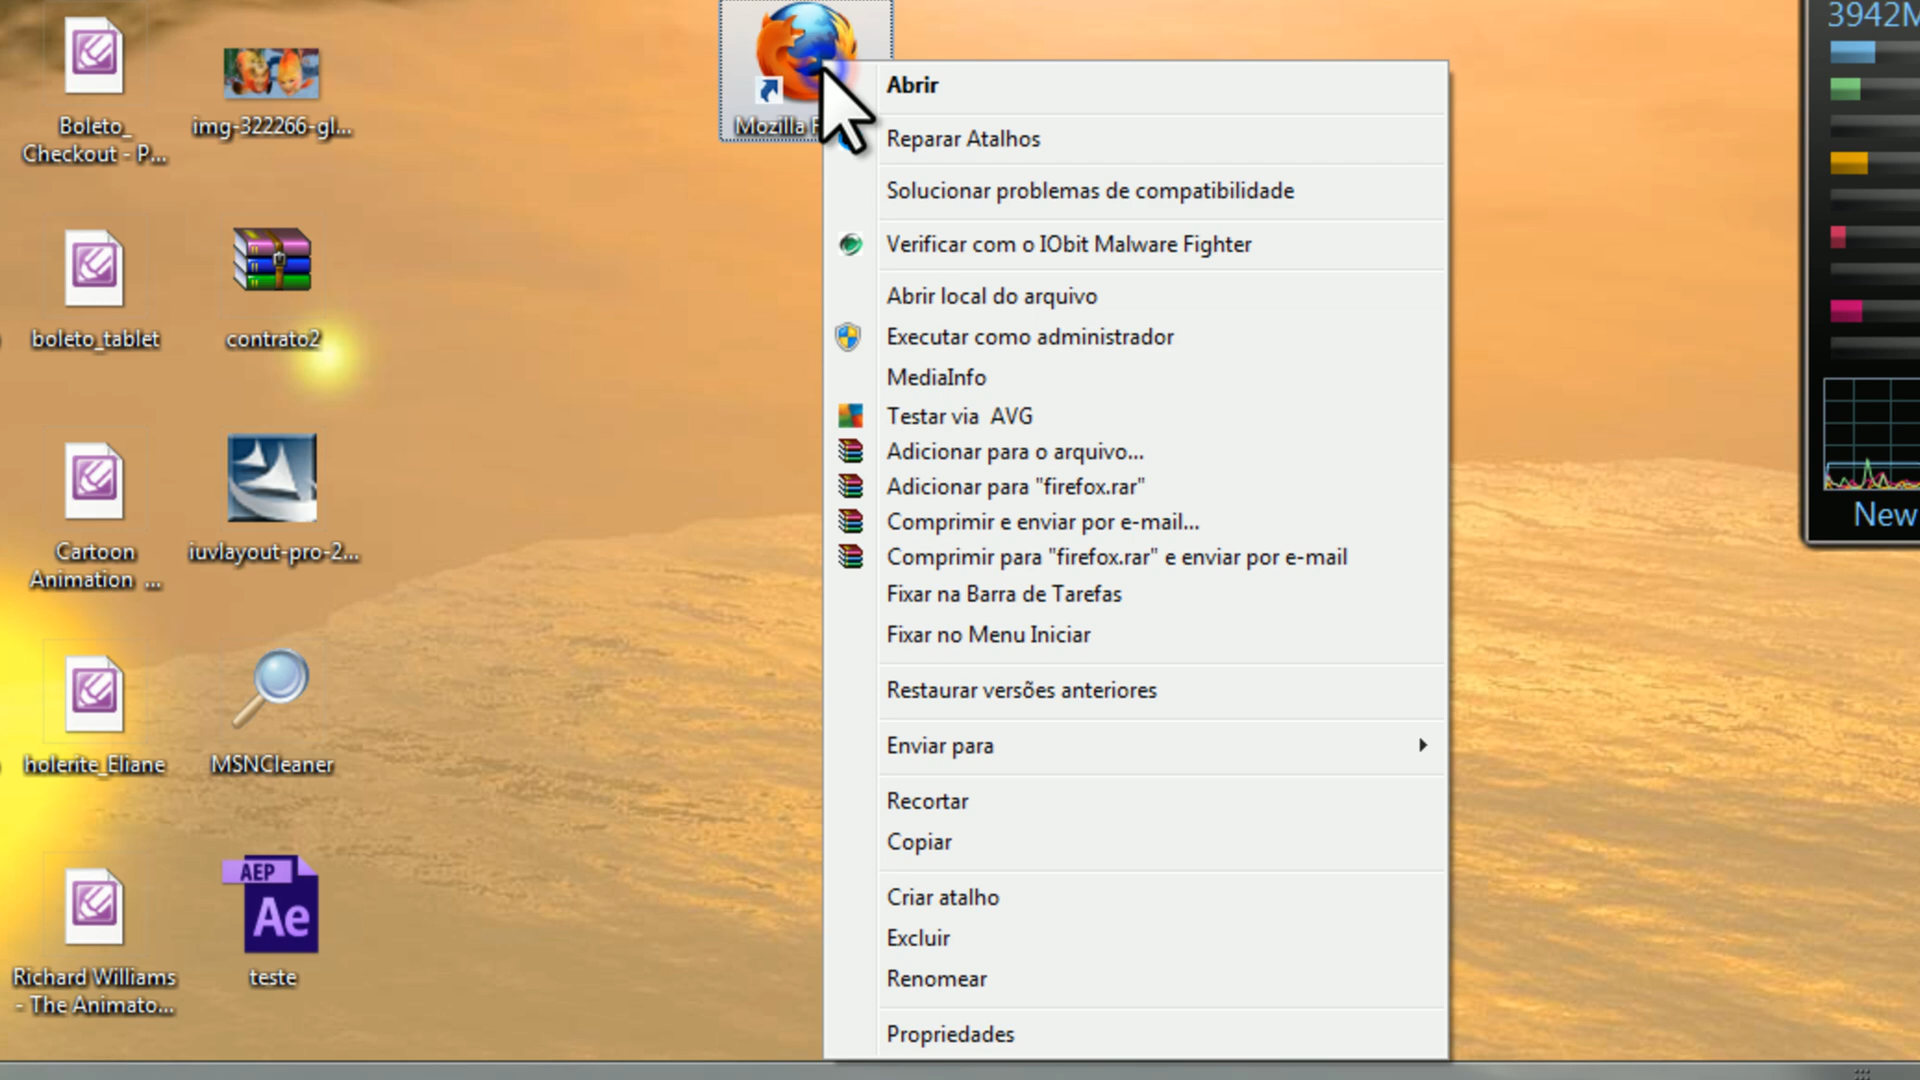 Boleto_
Checkout - P...
img-322266-gl...
boleto_tablet
contrato2
Cartoon
Animation ...
iuvlayout-pro-2...
holerite_Eliane
MSNCleaner
Richard Williams
- The Animato...
AEP
Ae
teste
Mozilla
Abrir
Reparar Atalhos
Solucionar problemas de compatibilidade
Verificar com o IObit Malware Fighter
Abrir local do arquivo
Executar como administrador
MediaInfo
Testar via AVG
Adicionar para o arquivo...
Adicionar para "firefox.rar"
Comprimir e enviar por e-mail...
Comprimir para "firefox.rar" e enviar por e-mail
Fixar na Barra de Tarefas
Fixar no Menu Iniciar
Restaurar versões anteriores
Enviar para
Recortar
Copiar
Criar atalho
Excluir
Renomear
Propriedades
3942M
New